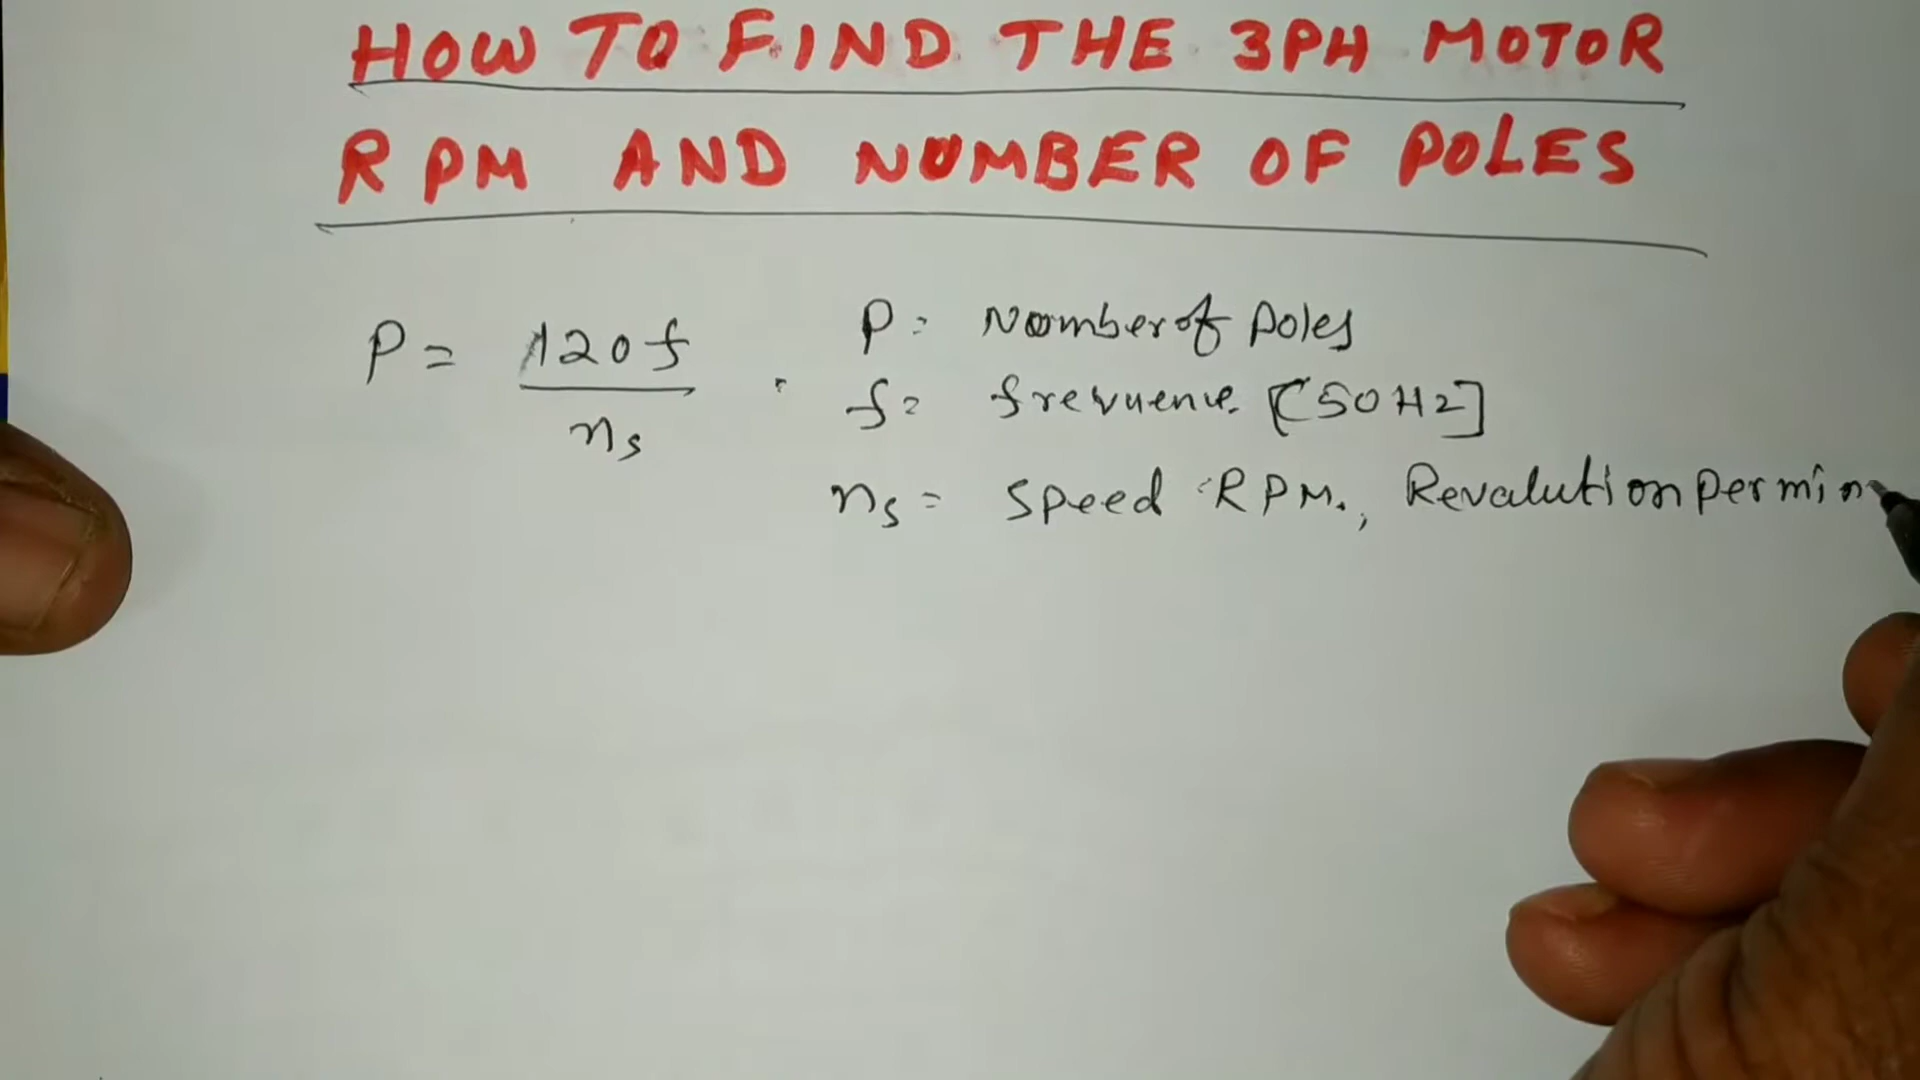 HOW TO FIND THE 3PH MOTOR
RPM AND NUMBER OF POLES
P = 120f / ns
P = Number of Poles
f = frequence. [50Hz]
ns = Speed RPM., Revalution per min